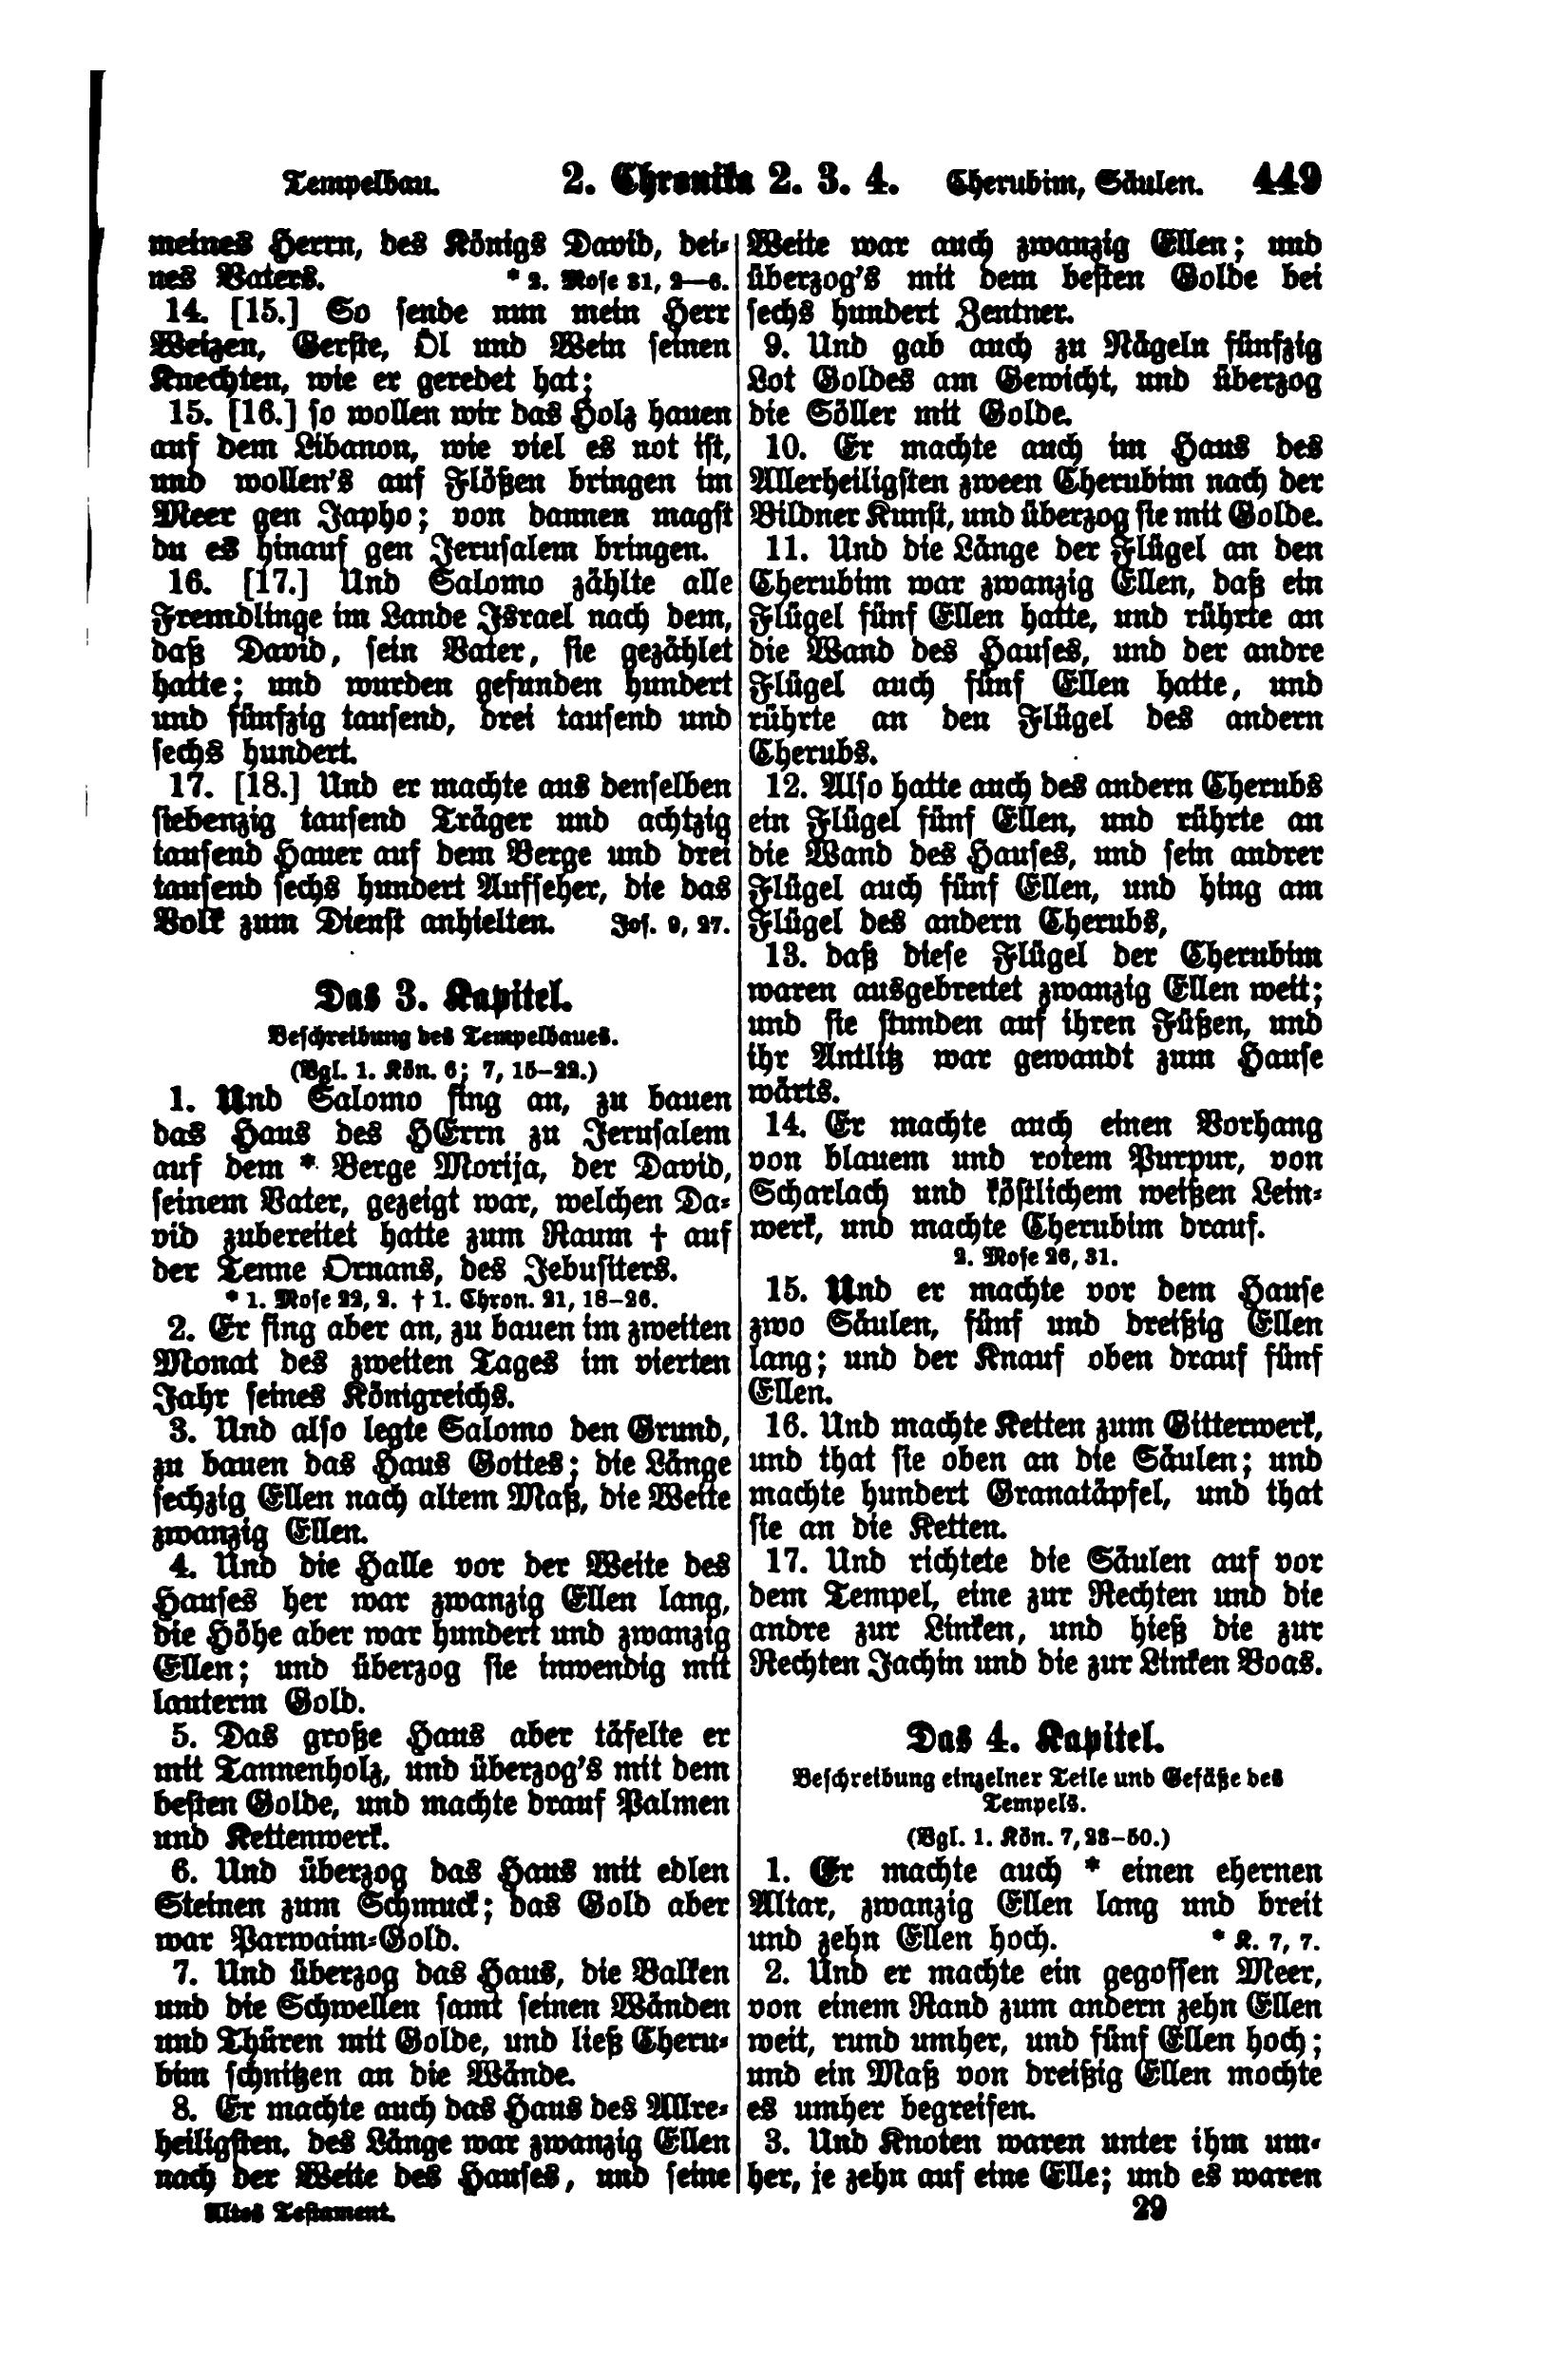 Tempelbau. 2. Chronika 2. 3. 4. Cherubim, Säulen. 449
meines Herrn, des Königs David, dei-
nes Vaters. * 2. Mose 31, 2—6.
14. [15.] So sende nun mein Herr
Weizen, Gerste, Öl und Wein seinen
Knechten, wie er geredet hat;
15. [16.] so wollen wir das Holz hauen
auf dem Libanon, wie viel es not ist,
und wollen's auf Flößen bringen im
Meer gen Japho; von dannen magst
du es hinauf gen Jerusalem bringen.
16. [17.] Und Salomo zählte alle
Fremdlinge im Lande Israel nach dem,
daß David, sein Vater, sie gezählet
hatte; und wurden gefunden hundert
und fünfzig tausend, drei tausend und
sechs hundert.
17. [18.] Und er machte aus denselben
siebenzig tausend Träger und achtzig
tausend Hauer auf dem Berge und drei
tausend sechs hundert Aufseher, die das
Volk zum Dienst anhielten. Jos. 9, 27.
Das 3. Kapitel.
Beschreibung des Tempelbaues.
(Vgl. 1. Kön. 6; 7, 15—22.)
1. Und Salomo fing an, zu bauen
das Haus des HErrn zu Jerusalem
auf dem * Berge Morija, der David,
seinem Vater, gezeigt war, welchen Da-
vid zubereitet hatte zum Raum † auf
der Tenne Ornans, des Jebusiters.
* 1. Mose 22, 2. † 1. Chron. 21, 18—26.
2. Er fing aber an, zu bauen im zweiten
Monat des zweiten Tages im vierten
Jahr seines Königreichs.
3. Und also legte Salomo den Grund,
zu bauen das Haus Gottes; die Länge
sechzig Ellen nach altem Maß, die Weite
zwanzig Ellen.
4. Und die Halle vor der Weite des
Hauses her war zwanzig Ellen lang,
die Höhe aber war hundert und zwanzig
Ellen; und überzog sie inwendig mit
lauterm Gold.
5. Das große Haus aber täfelte er
mit Tannenholz, und überzog's mit dem
besten Golde, und machte drauf Palmen
und Kettenwerk.
6. Und überzog das Haus mit edlen
Steinen zum Schmuck; das Gold aber
war Parwaim-Gold.
7. Und überzog das Haus, die Balken
und die Schwellen samt seinen Wänden
und Thüren mit Golde, und ließ Cheru-
bim schnitzen an die Wände.
8. Er machte auch das Haus des Allre-
heiligsten, des Länge war zwanzig Ellen
nach der Weite des Hauses, und seine
Weite war auch zwanzig Ellen; und
überzog's mit dem besten Golde bei
sechs hundert Zentner.
9. Und gab auch zu Nägeln fünfzig
Lot Goldes am Gewicht, und überzog
die Söller mit Golde.
10. Er machte auch im Haus des
Allerheiligsten zween Cherubim nach der
Bildner Kunst, und überzog sie mit Golde.
11. Und die Länge der Flügel an den
Cherubim war zwanzig Ellen, daß ein
Flügel fünf Ellen hatte, und rührte an
die Wand des Hauses, und der andre
Flügel auch fünf Ellen hatte, und
rührte an den Flügel des andern
Cherubs.
12. Also hatte auch des andern Cherubs
ein Flügel fünf Ellen, und rührte an
die Wand des Hauses, und sein andrer
Flügel auch fünf Ellen, und hing am
Flügel des andern Cherubs,
13. daß diese Flügel der Cherubim
waren ausgebreitet zwanzig Ellen weit;
und sie stunden auf ihren Füßen, und
ihr Antlitz war gewandt zum Hause
wärts.
14. Er machte auch einen Vorhang
von blauem und rotem Purpur, von
Scharlach und köstlichem weißen Lein-
werk, und machte Cherubim drauf.
2. Mose 26, 31.
15. Und er machte vor dem Hause
zwo Säulen, fünf und dreißig Ellen
lang; und der Knauf oben drauf fünf
Ellen.
16. Und machte Ketten zum Gitterwerk,
und that sie oben an die Säulen; und
machte hundert Granatäpfel, und that
sie an die Ketten.
17. Und richtete die Säulen auf vor
dem Tempel, eine zur Rechten und die
andre zur Linken, und hieß die zur
Rechten Jachin und die zur Linken Boas.
Das 4. Kapitel.
Beschreibung einzelner Teile und Gefäße des
Tempels.
(Vgl. 1. Kön. 7, 23—50.)
1. Er machte auch * einen ehernen
Altar, zwanzig Ellen lang und breit
und zehn Ellen hoch. * K. 7, 7.
2. Und er machte ein gegossen Meer,
von einem Rand zum andern zehn Ellen
weit, rund umher, und fünf Ellen hoch;
und ein Maß von dreißig Ellen mochte
es umher begreifen.
3. Und Knoten waren unter ihm um-
her, je zehn auf eine Elle; und es waren
Altes Testament. 29